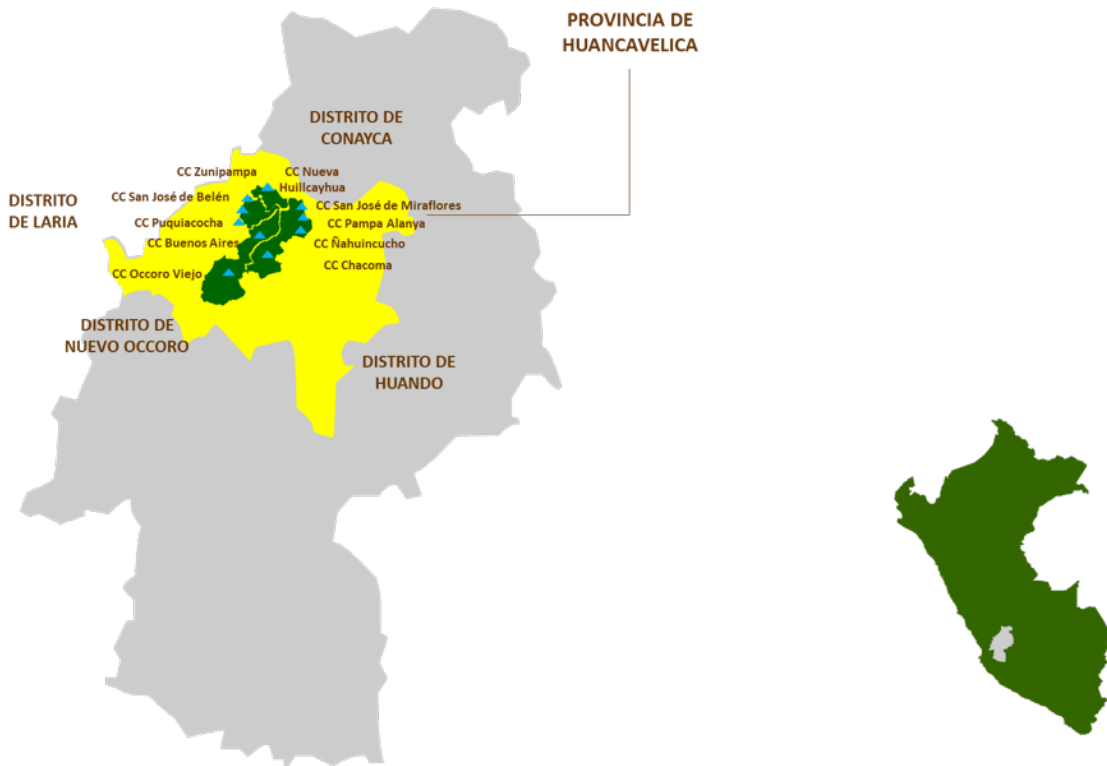 PROVINCIA DE
HUANCAVELICA
DISTRITO DE
CONAYCA
CC Zunipampa
CC Nueva
Huillcayhua
CC San José de Belén
CC San José de Miraflores
DISTRITO
DE LARIA
CC Puquiacocha
CC Pampa Alanya
CC Buenos Aires
CC Ñahuincucho
CC Chacoma
CC Occoro Viejo
DISTRITO DE
NUEVO OCCORO
DISTRITO DE
HUANDO